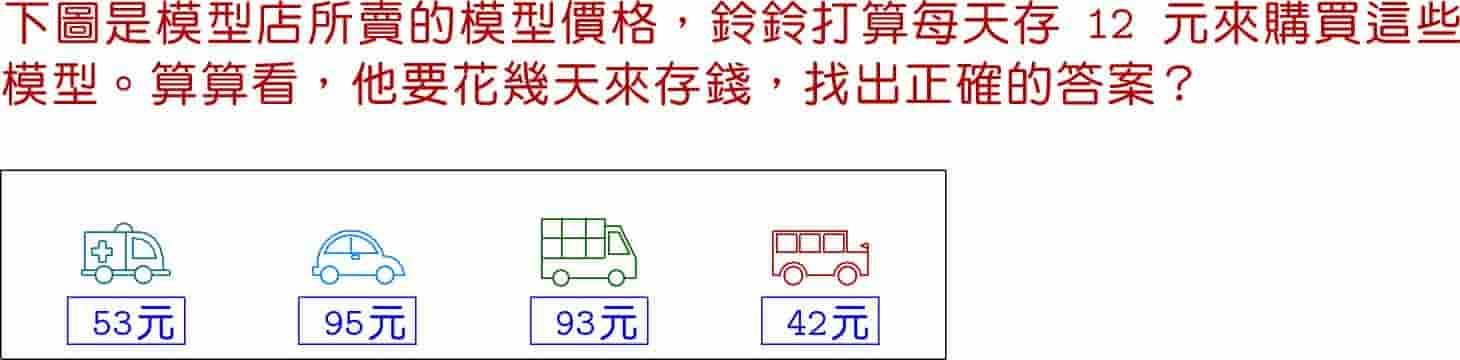 下圖是模型店所賣的模型價格，鈴鈴打算每天存 12 元來購買這些
模型。算算看，他要花幾天來存錢，找出正確的答案？
53元 95元 93元 42元